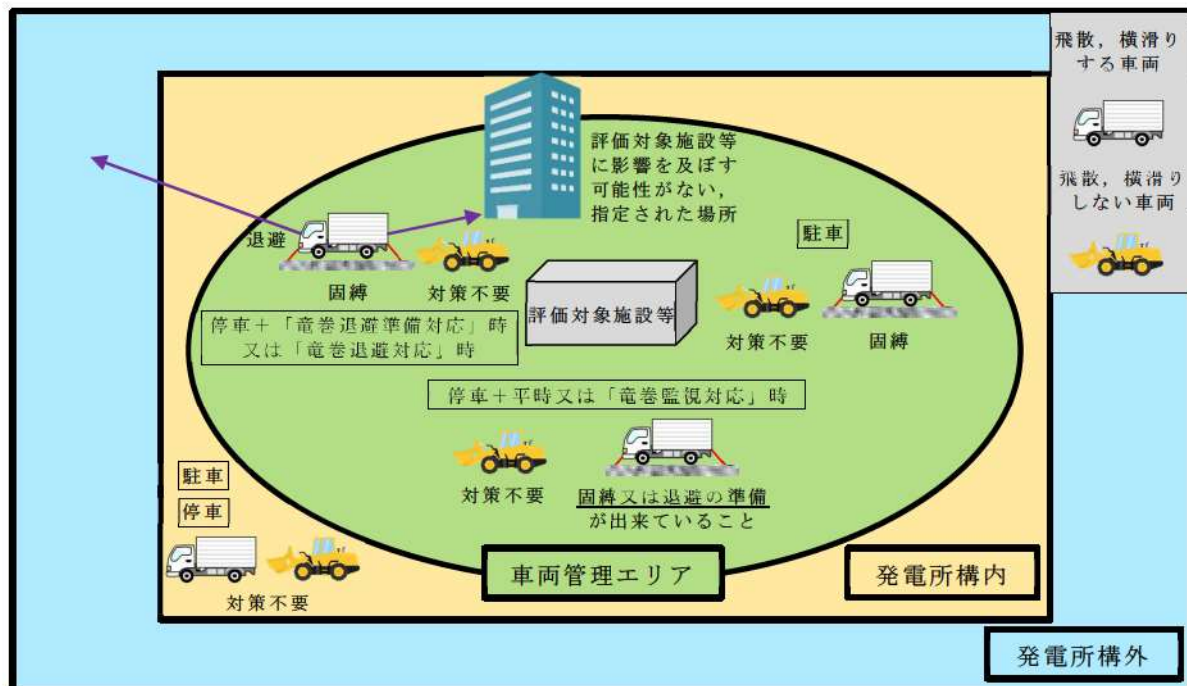 飛散，横滑り
する車両
飛散，横滑り
しない車両
評価対象施設等
に影響を及ぼす
可能性がない，
指定された場所
退避
固縛
対策不要
停車＋「竜巻退避準備対応」時
又は「竜巻退避対応」時
評価対象施設等
駐車
対策不要
固縛
停車＋平時又は「竜巻監視対応」時
対策不要
固縛又は退避の準備
が出来ていること
駐車
停車
対策不要
車両管理エリア
発電所構内
発電所構外